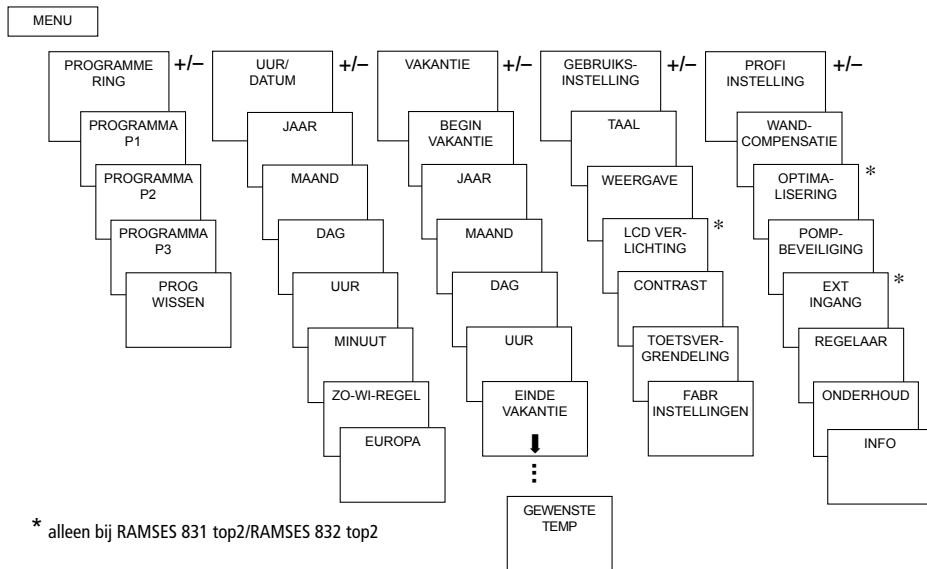 MENU
PROGRAMME
RING
+/–
PROGRAMMA
P1
PROGRAMMA
P2
PROGRAMMA
P3
PROG
WISSEN
UUR/
DATUM
+/–
JAAR
MAAND
DAG
UUR
MINUUT
ZO-WI-REGEL
EUROPA
VAKANTIE
+/–
BEGIN
VAKANTIE
JAAR
MAAND
DAG
UUR
EINDE
VAKANTIE
GEWENSTE
TEMP
GEBRUIKS-
INSTELLING
+/–
TAAL
WEERGAVE
LCD VER-
LICHTING
*
CONTRAST
TOETSVER-
GRENDELING
FABR
INSTELLINGEN
PROFI
INSTELLING
+/–
WAND-
COMPENSATIE
OPTIMA-
LISERING
*
POMP-
BEVEILIGING
EXT
INGANG
*
REGELAAR
ONDERHOUD
INFO
* alleen bij RAMSES 831 top2/RAMSES 832 top2